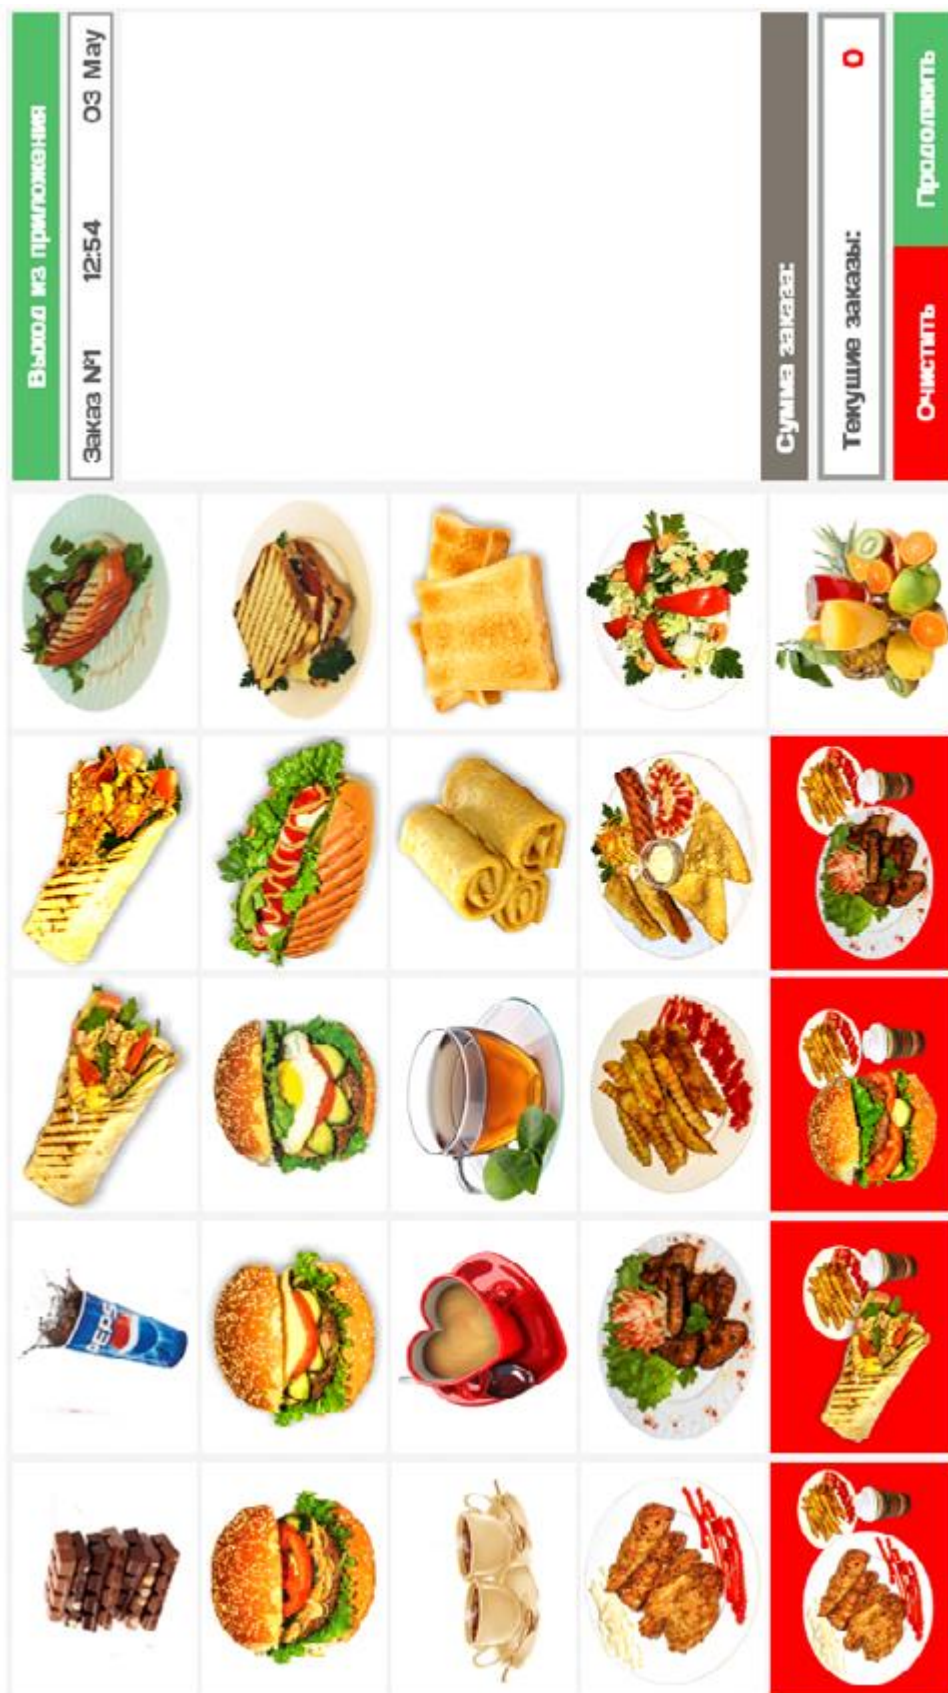 Выход из приложения
Заказ №1 12:54 03 May
Сумма заказа:
Текущие заказы: 0
Очистить Продолжить
PEPSI